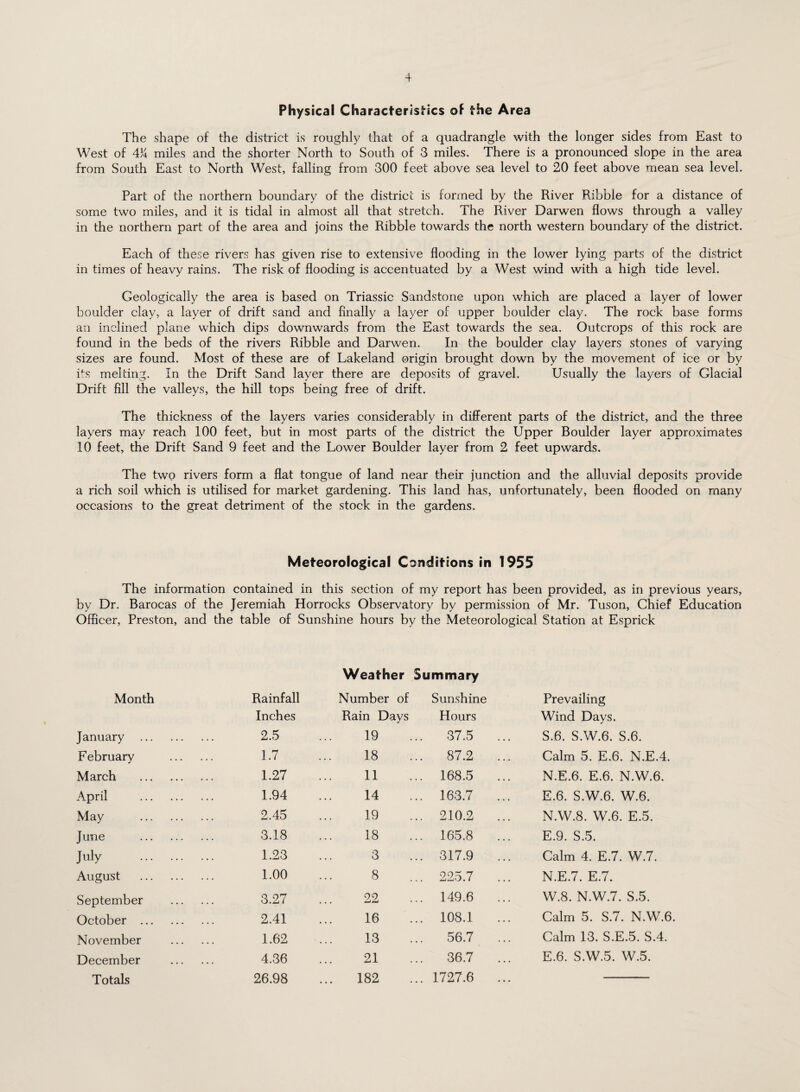 4
Physical Characteristics of the Area
The shape of the district is roughly that of a quadrangle with the longer sides from East to
West of 4¾ miles and the shorter North to South of 3 miles. There is a pronounced slope in the area
from South East to North West, falling from 300 feet above sea level to 20 feet above mean sea level.
Part of the northern boundary of the district is formed by the River Ribble for a distance of
some two miles, and it is tidal in almost all that stretch. The River Darwen flows through a valley
in the northern part of the area and joins the Ribble towards the north western boundary of the district.
Each of these rivers has given rise to extensive flooding in the lower lying parts of the district
in times of heavy rains. The risk of flooding is accentuated by a West wind with a high tide level.
Geologically the area is based on Triassic Sandstone upon which are placed a layer of lower
boulder clay, a layer of drift sand and finally a layer of upper boulder clay. The rock base forms
an inclined plane which dips downwards from the East towards the sea. Outcrops of this rock are
found in the beds of the rivers Ribble and Darwen. In the boulder clay layers stones of varying
sizes are found. Most of these are of Lakeland origin brought down by the movement of ice or by
its melting. In the Drift Sand layer there are deposits of gravel. Usually the layers of Glacial
Drift fill the valleys, the hill tops being free of drift.
The thickness of the layers varies considerably in different parts of the district, and the three
layers may reach 100 feet, but in most parts of the district the Upper Boulder layer approximates
10 feet, the Drift Sand 9 feet and the Lower Boulder layer from 2 feet upwards.
The two rivers form a flat tongue of land near their junction and the alluvial deposits provide
a rich soil which is utilised for market gardening. This land has, unfortunately, been flooded on many
occasions to the great detriment of the stock in the gardens.
Meteorological Conditions in 1955
The information contained in this section of my report has been provided, as in previous years,
by Dr. Barocas of the Jeremiah Horrocks Observatory by permission of Mr. Tuson, Chief Education
Officer, Preston, and the table of Sunshine hours by the Meteorological Station at Esprick
Weather Summary
Month Rainfall Number of Sunshine Prevailing
Inches Rain Days Hours Wind Days.
January ... ... ... 2.5 ... 19 ... 37.5 ... S.6. S.W.6. S.6.
February ... ... 1.7 ... 18 ... 87.2 ... Calm 5. E.6. N.E.4.
March ... ... ... 1.27 ... 11 ... 168.5 ... N.E.6. E.6. N.W.6.
April ... ... ... 1.94 ... 14 ... 163.7 ... E.6. S.W.6. W.6.
May ... ... ... 2.45 ... 19 ... 210.2 ... N.W.8. W.6. E.5.
June ... ... ... 3.18 ... 18 ... 165.8 ... E.9. S.5.
July ... ... ... 1.23 ... 3 ... 317.9 ... Calm 4. E.7. W.7.
August ... ... ... 1.00 ... 8 ... 225.7 ... N.E.7. E.7.
September ... ... 3.27 ... 22 ... 149.6 ... W.8. N.W.7. S.5.
October ... ... ... 2.41 ... 16 ... 108.1 ... Calm 5. S.7. N.W.6.
November ... ... 1.62 ... 13 ... 56.7 ... Calm 13. S.E.5. S.4.
December ... ... 4.36 ... 21 ... 36.7 ... E.6. S.W.5. W.5.
Totals 26.98 ... 182 ... 1727.6 ...